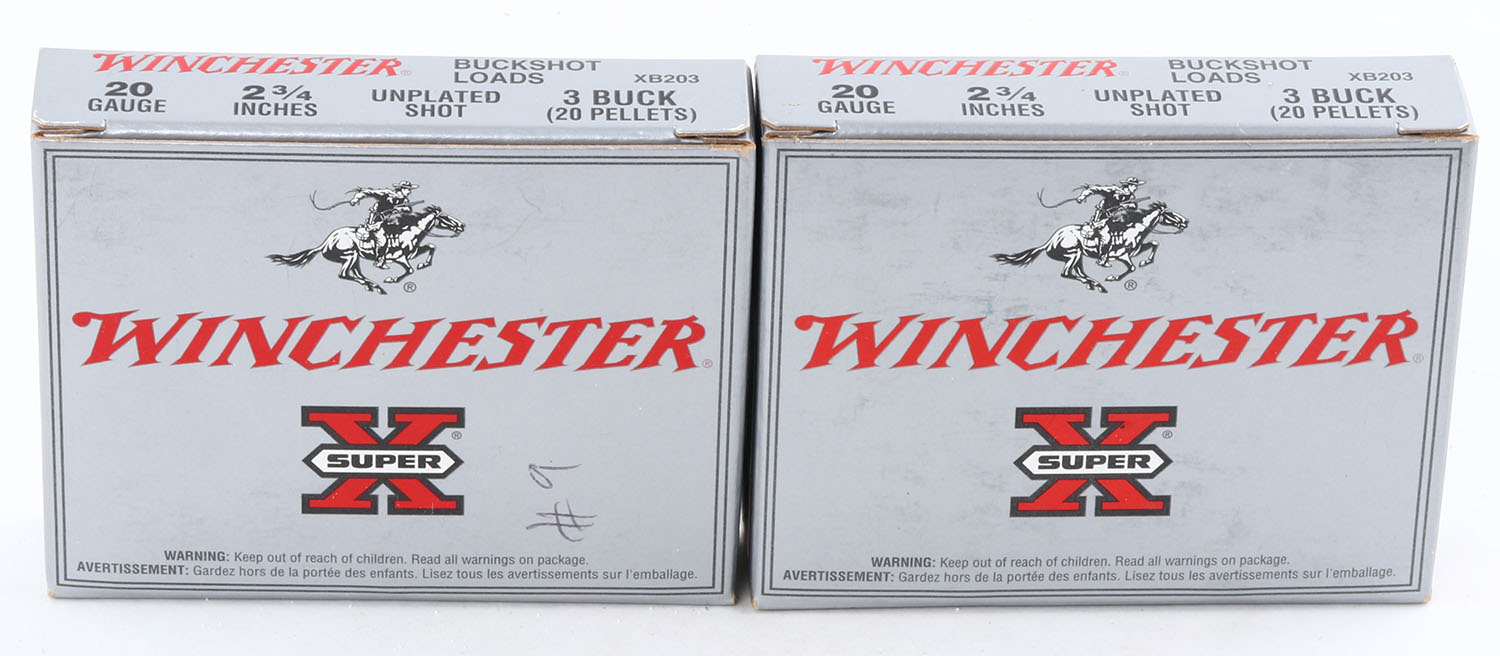 WINCHESTER® BUCKSHOT LOADS XB203
20 GAUGE 2 3/4 INCHES UNPLATED SHOT 3 BUCK (20 PELLETS)
®
WINCHESTER®
X SUPER ®
# 9
WARNING: Keep out of reach of children. Read all warnings on package.
AVERTISSEMENT: Gardez hors de la portée des enfants. Lisez tous les avertissements sur l'emballage.
WINCHESTER® BUCKSHOT LOADS XB203
20 GAUGE 2 3/4 INCHES UNPLATED SHOT 3 BUCK (20 PELLETS)
®
WINCHESTER®
X SUPER ®
WARNING: Keep out of reach of children. Read all warnings on package.
AVERTISSEMENT: Gardez hors de la portée des enfants. Lisez tous les avertissements sur l'emballage.